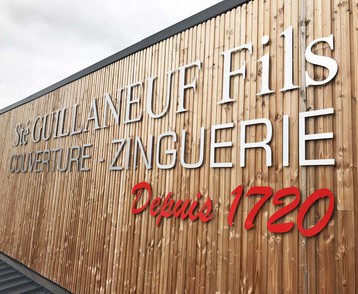 Sté GUILLANEUF Fils
COUVERTURE - ZINGUERIE
Depuis 1720